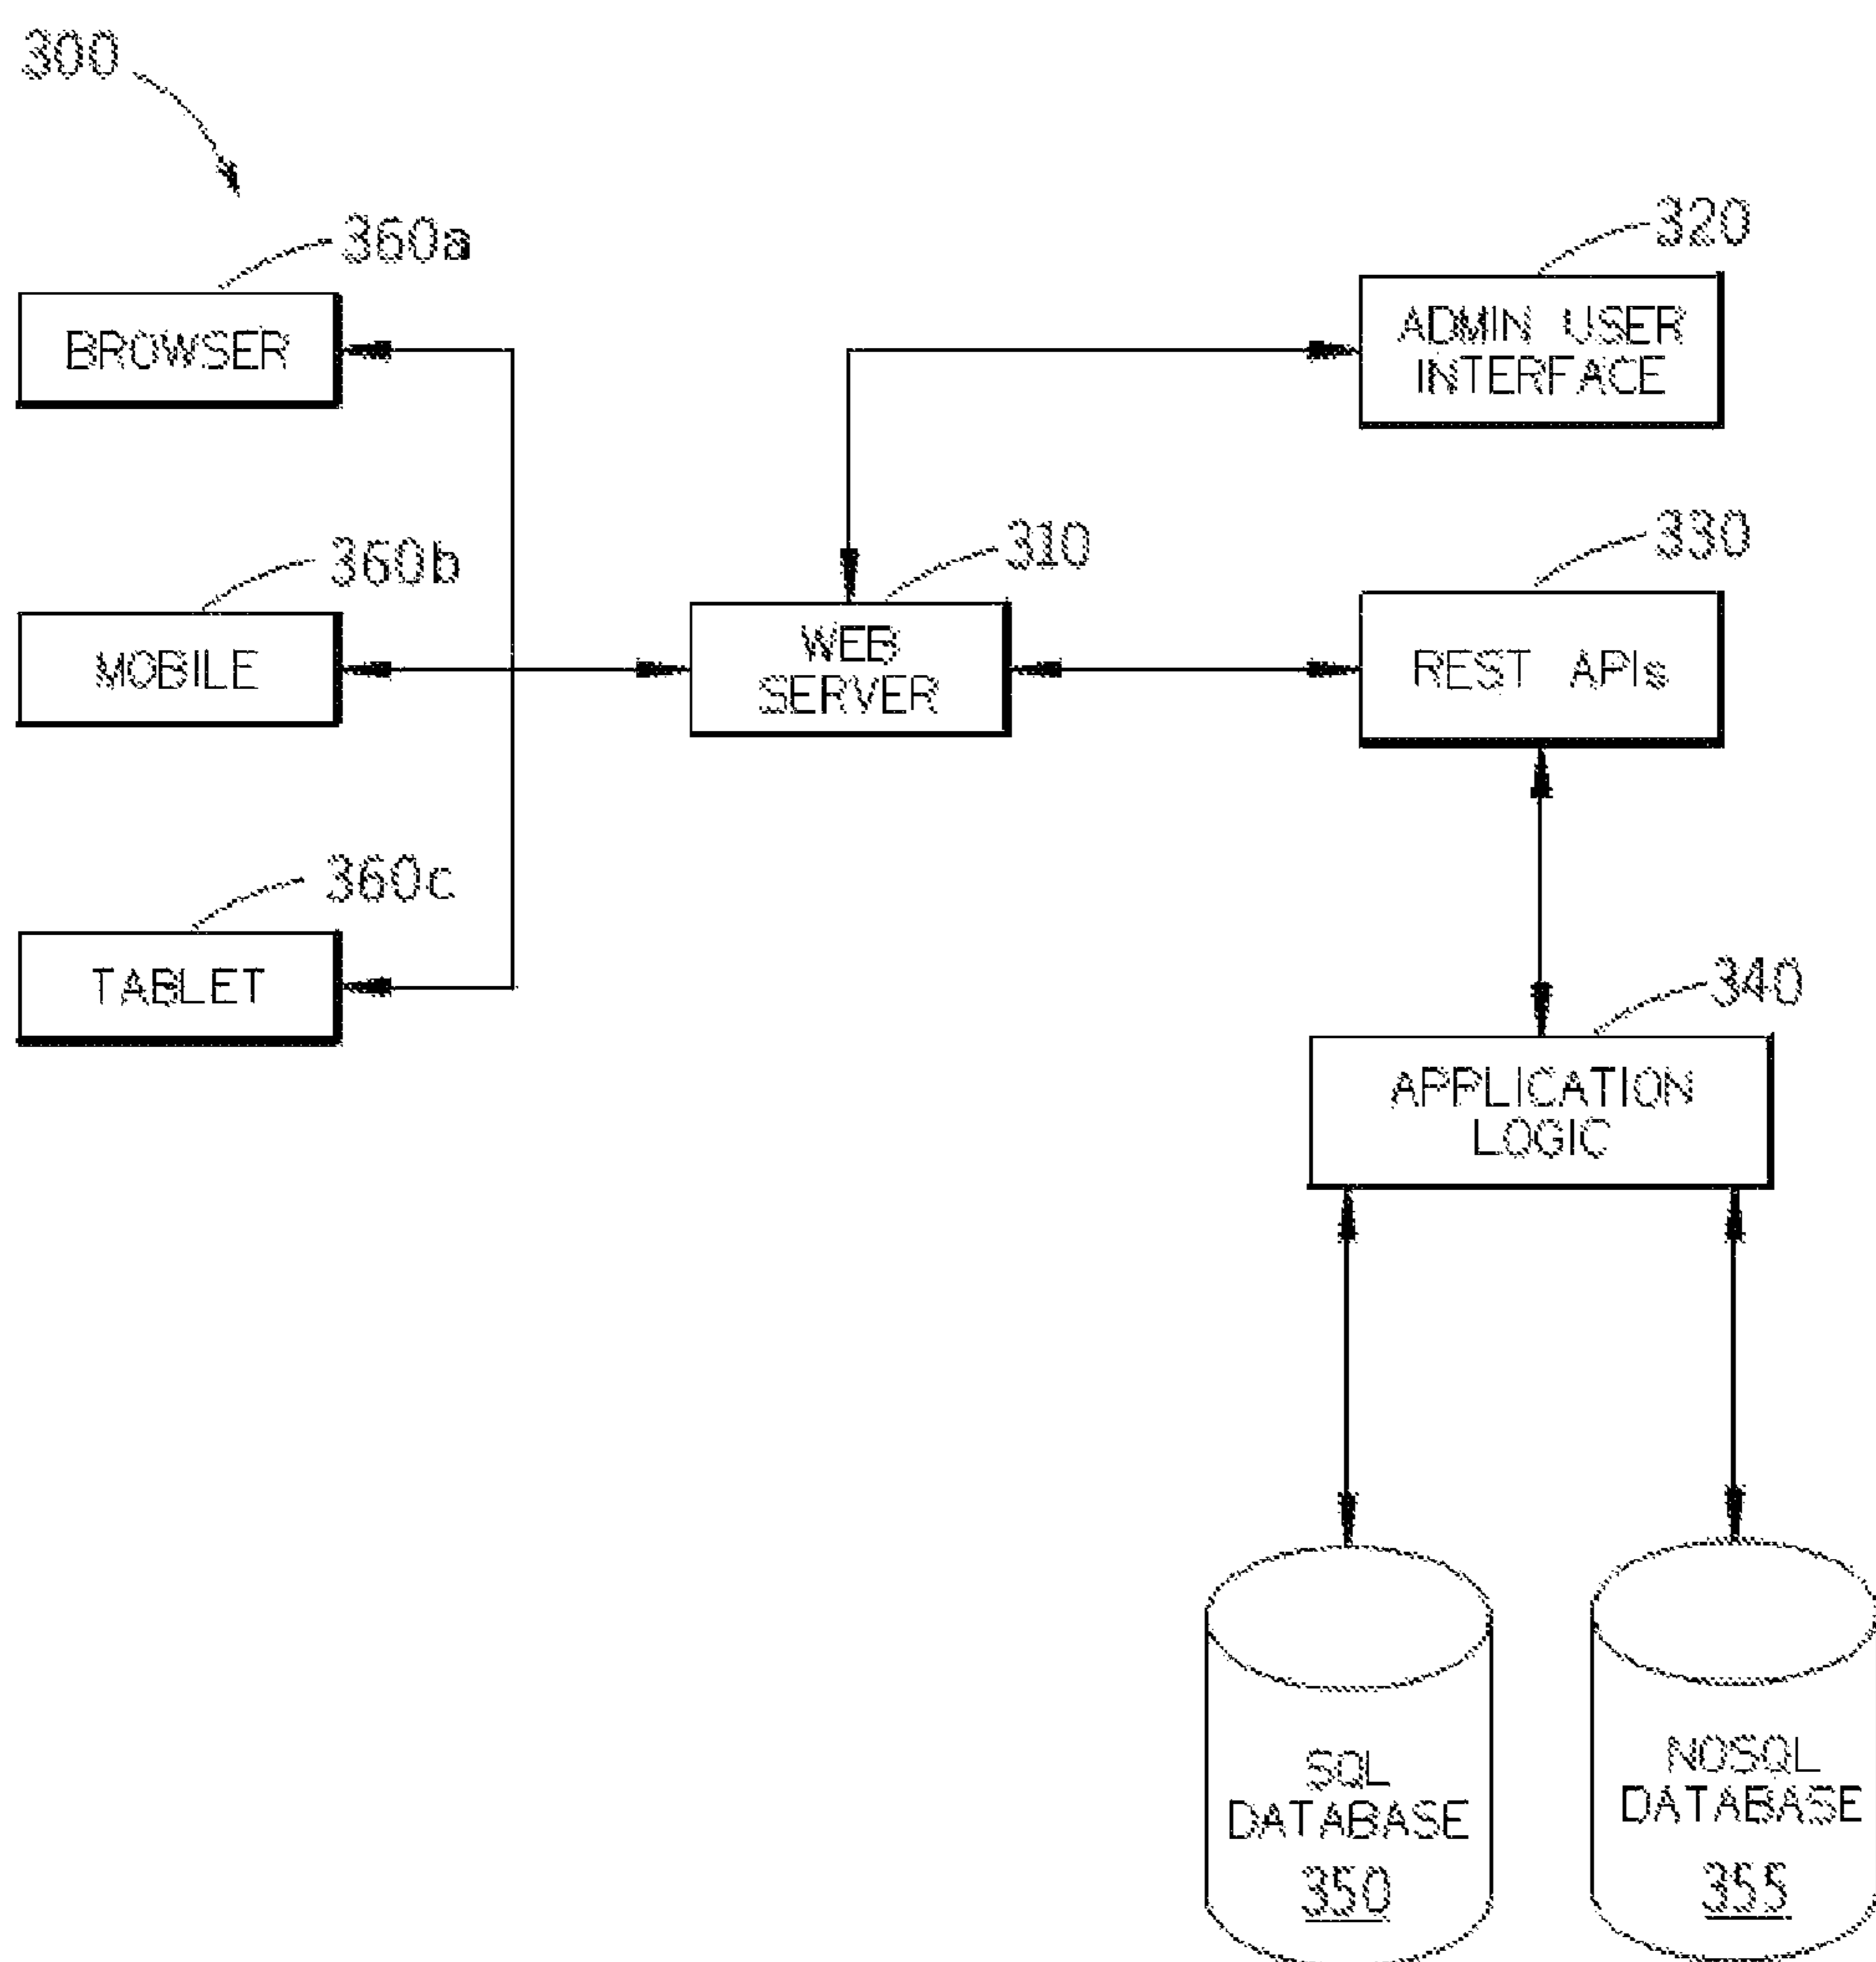 300
360a
BROWSER
320
ADMIN USER
INTERFACE
360b
MOBILE
310
WEB
SERVER
330
REST APIs
360c
TABLET
340
APPLICATION
LOGIC
SQL
DATABASE
350
NOSQL
DATABASE
355